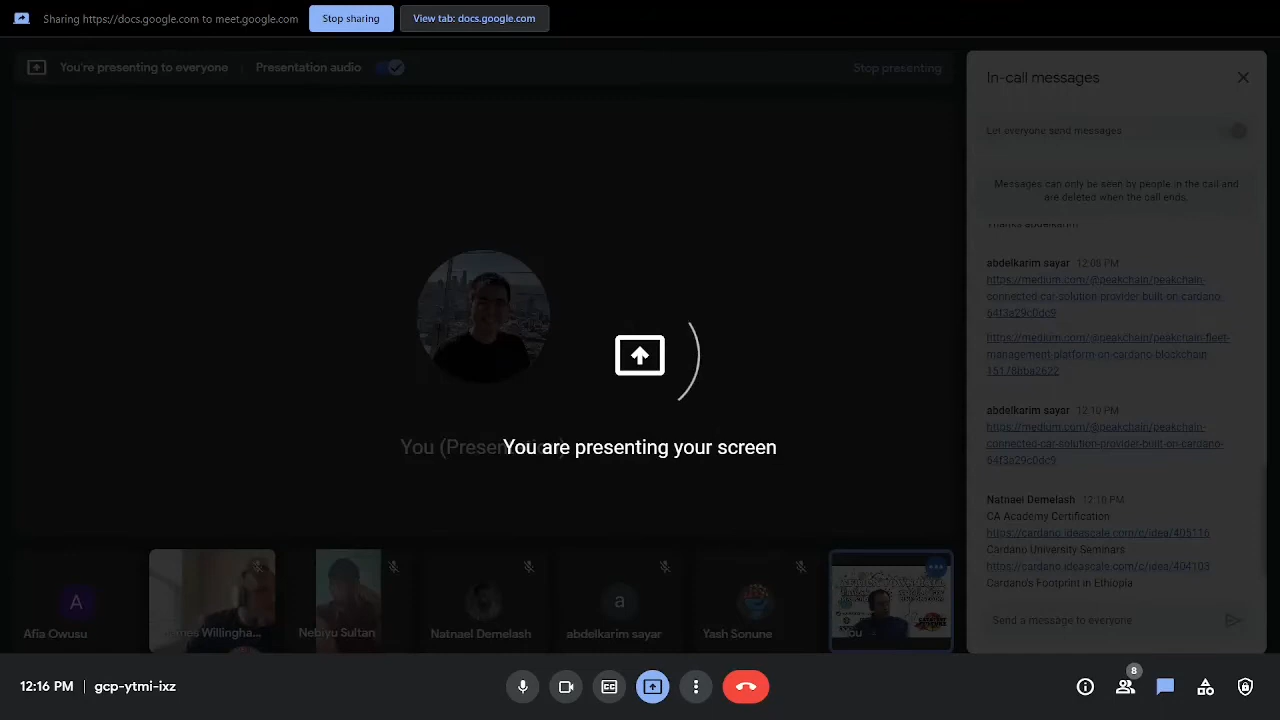 Sharing https://docs.google.com to meet.google.com
Stop sharing
View tab: docs.google.com
You're presenting to everyone
Presentation audio
Stop presenting
In-call messages
Let everyone send messages
Messages can only be seen by people in the call and
are deleted when the call ends.
Thanks abdelkarim
abdelkarim sayar 12:08 PM
https://medium.com/@peakchain/peakchain-
connected-car-solution-provider-built-on-cardano-
64f3a29c0dc9
https://medium.com/@peakchain/peakchain-fleet-
management-platform-on-cardano-blockchain-
15178bba2622
abdelkarim sayar 12:10 PM
https://medium.com/@peakchain/peakchain-
connected-car-solution-provider-built-on-cardano-
64f3a29c0dc9
Natnael Demelash 12:16 PM
CA Academy Certification
https://cardano.ideascale.com/c/idea/405116
Cardano University Seminars
https://cardano.ideascale.com/c/idea/404103
Cardano's Footprint in Ethiopia
Send a message to everyone
You (Presen
You are presenting your screen
A
Afia Owusu
James Willingha...
Nebiyu Sultan
Natnael Demelash
a
abdelkarim sayar
Yash Sonune
You
12:16 PM | gcp-ytmi-ixz
8